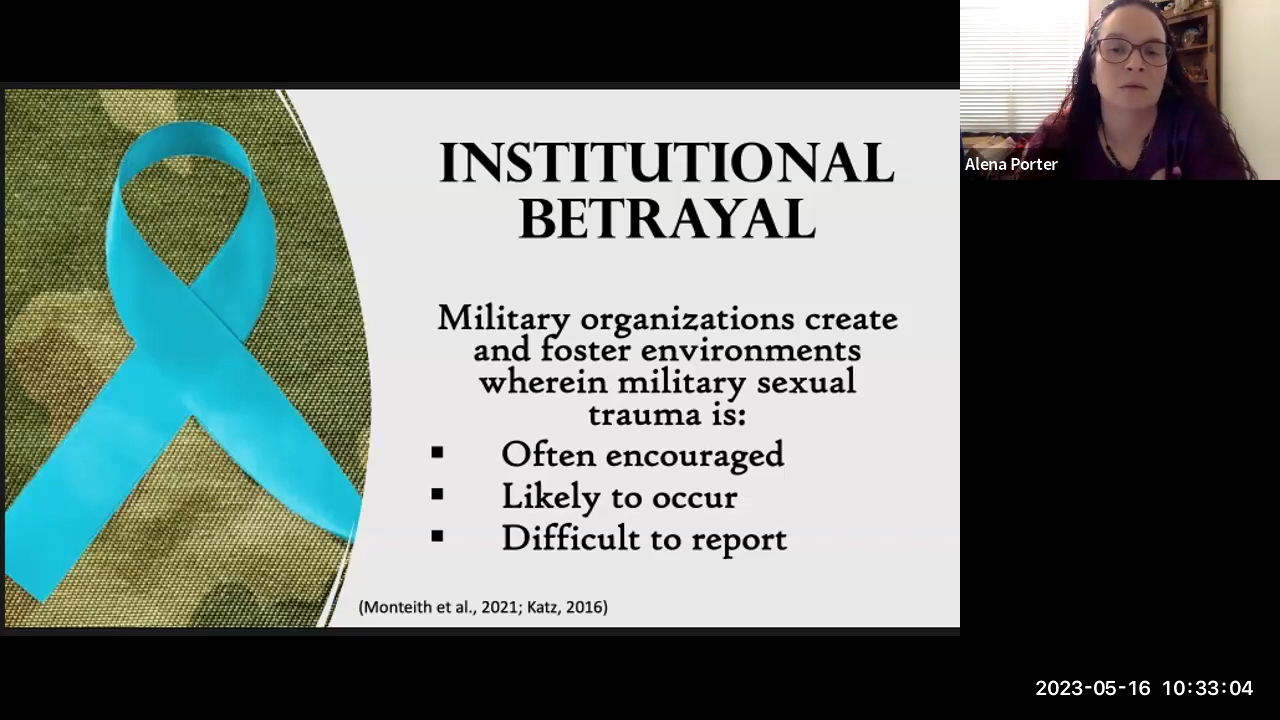 INSTITUTIONAL
BETRAYAL
Military organizations create
and foster environments
wherein military sexual
trauma is:
▪ Often encouraged
▪ Likely to occur
▪ Difficult to report
(Monteith et al., 2021; Katz, 2016)
Alena Porter
2023-05-16 10:33:04